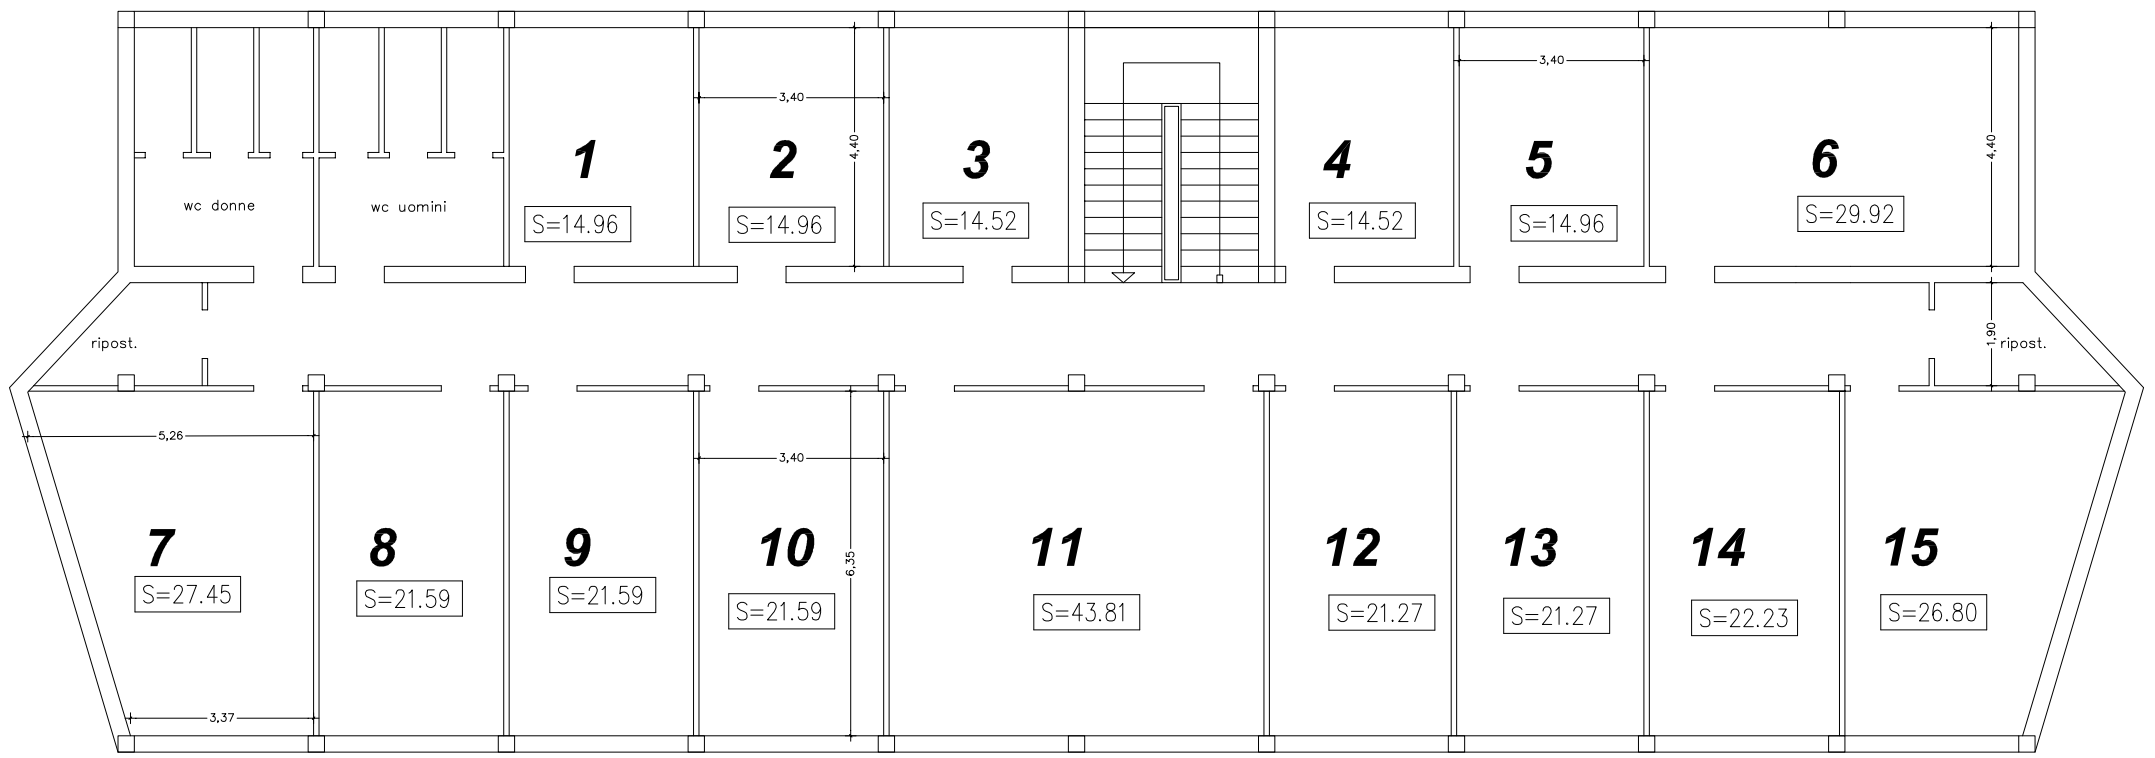 3,40
3,40
4,40
4,40
1
2
3
4
5
6
wc donne
wc uomini
S=14.96
S=14.96
S=14.52
S=14.52
S=14.96
S=29.92
ripost.
1,90
ripost.
5,26
3,40
6,35
7
8
9
10
11
12
13
14
15
S=27.45
S=21.59
S=21.59
S=21.59
S=43.81
S=21.27
S=21.27
S=22.23
S=26.80
3,37